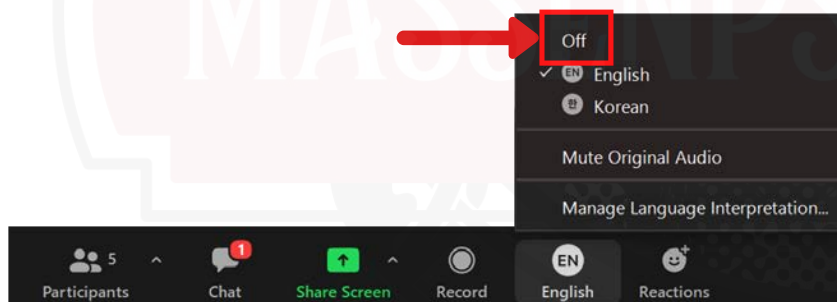 MASSENPS
Off
EN English
한 Korean
Mute Original Audio
Manage Language Interpretation...
5 1 EN
Participants Chat Share Screen Record English Reactions